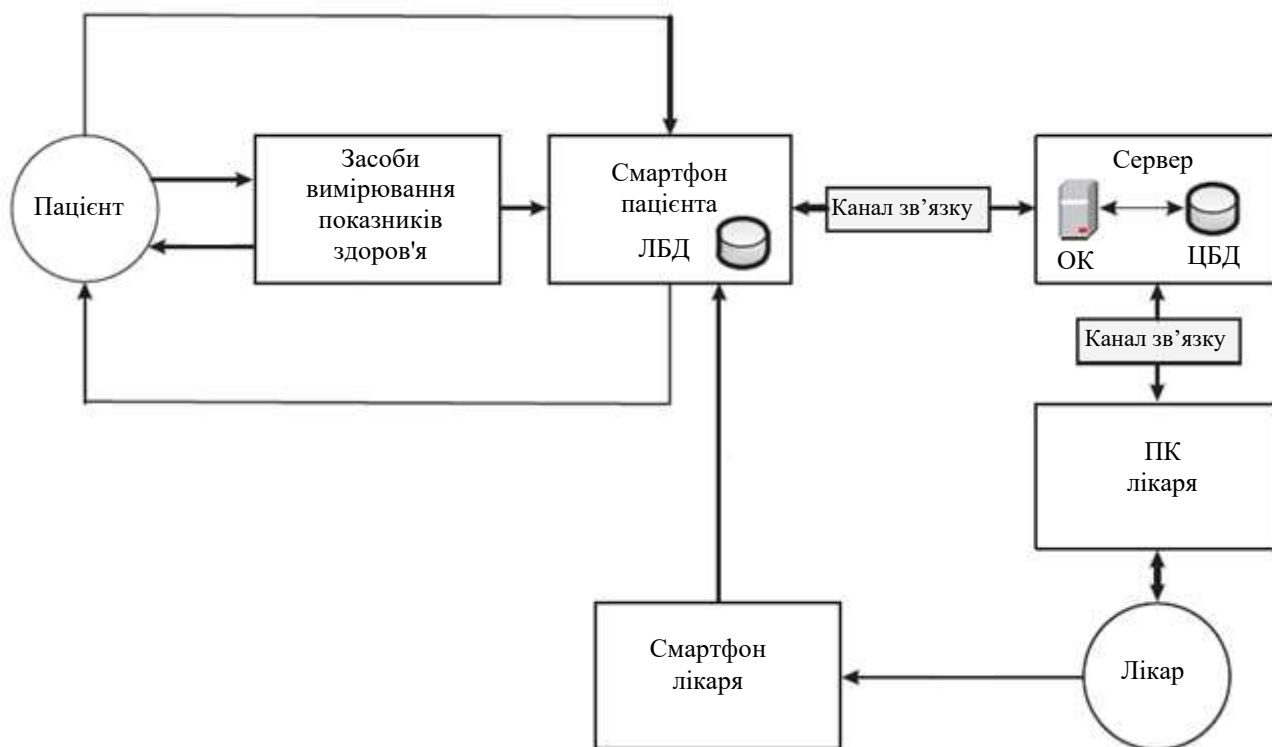 Пацієнт
Засоби
вимірювання
показників
здоров'я
Смартфон
пацієнта
ЛБД
Канал зв’язку
Сервер
ОК
ЦБД
Канал зв’язку
ПК
лікаря
Смартфон
лікаря
Лікар